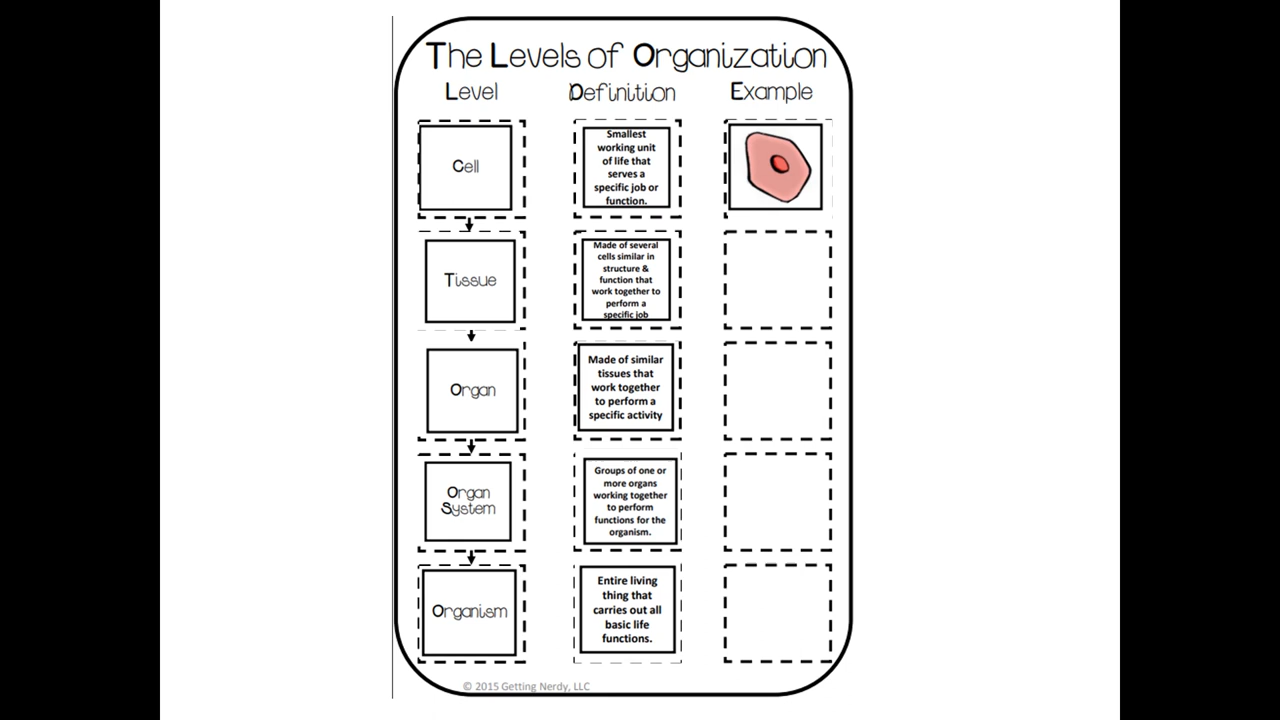 The Levels of Organization
Level Definition Example
Cell
Smallest
working unit
of life that
serves a
specific job or
function.
Tissue
Made of several
cells similar in
structure &
function that
work together to
perform a
specific job
Organ
Made of similar
tissues that
work together
to perform a
specific activity
Organ
System
Groups of one or
more organs
working together
to perform
functions for the
organism.
Organism
Entire living
thing that
carries out all
basic life
functions.
© 2015 Getting Nerdy, LLC